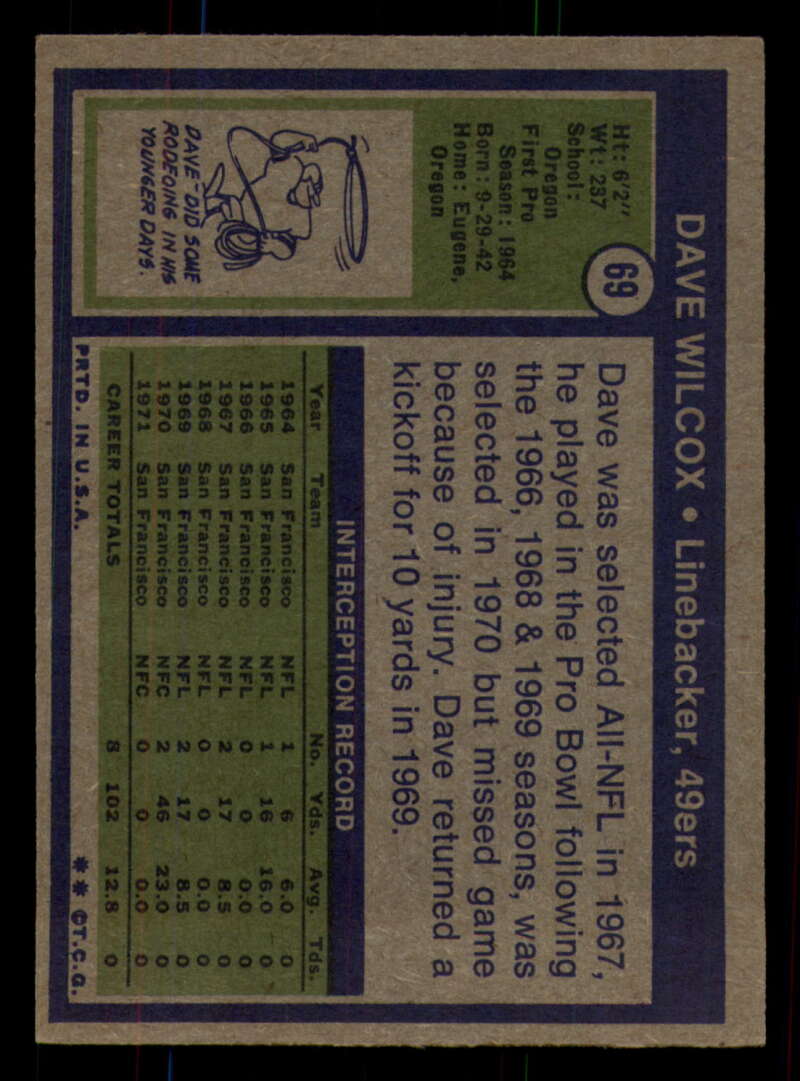 DAVE WILCOX • Linebacker, 49ers
69
Ht: 6'2"
Wt: 237
School:
Oregon
First Pro
Season: 1964
Born: 9-29-42
Home: Eugene,
Oregon
DAVE DID SOME
RODEOING IN HIS
YOUNGER DAYS.
Dave was selected All-NFL in 1967,
he played in the Pro Bowl following
the 1966, 1968 & 1969 seasons, was
selected in 1970 but missed game
because of injury. Dave returned a
kickoff for 10 yards in 1969.
INTERCEPTION RECORD
Year Team No. Yds. Avg. Tds.
1964 San Francisco NFL 1 6 6.0 0
1965 San Francisco NFL 1 16 16.0 0
1966 San Francisco NFL 0 0 0.0 0
1967 San Francisco NFL 2 17 8.5 0
1968 San Francisco NFL 0 0 0.0 0
1969 San Francisco NFL 2 17 8.5 0
1970 San Francisco NFC 2 46 23.0 0
1971 San Francisco NFC 0 0 0.0 0
CAREER TOTALS 8 102 12.8 0
PRTD. IN U.S.A. ** ©T.C.G.